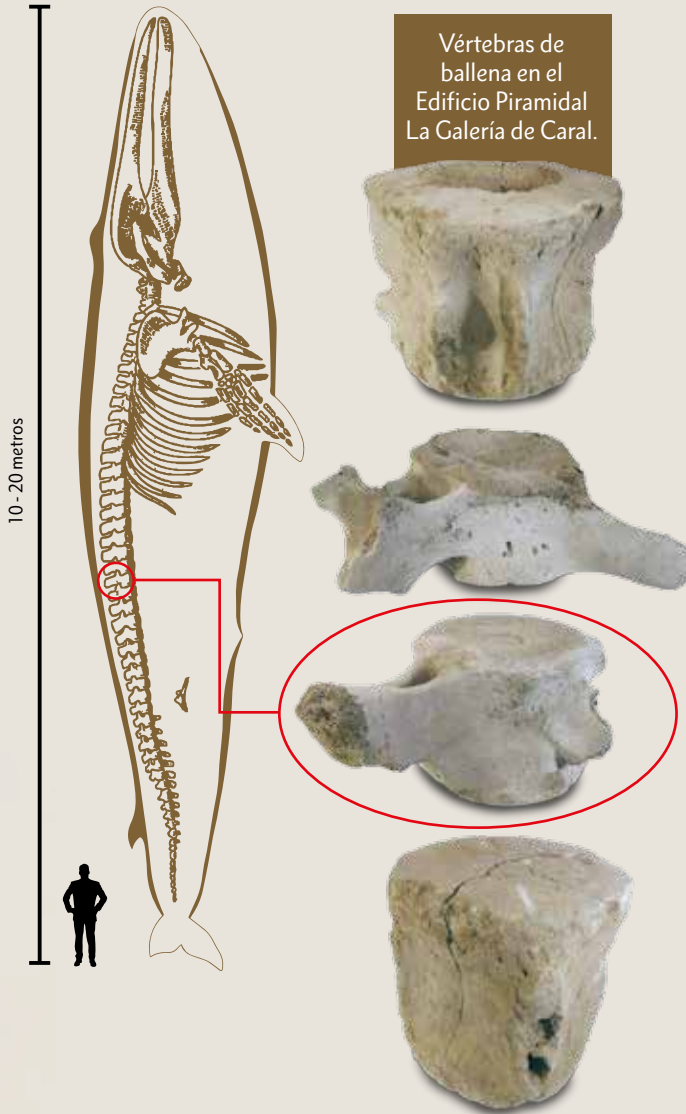 Vértebras de
ballena en el
Edificio Piramidal
La Galería de Caral.
10 - 20 metros